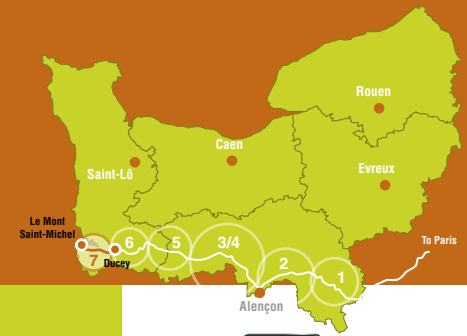 Rouen
Caen
Evreux
Saint-Lô
Le Mont
Saint-Michel
To Paris
7
Ducey
6
5
3/4
2
1
Alençon